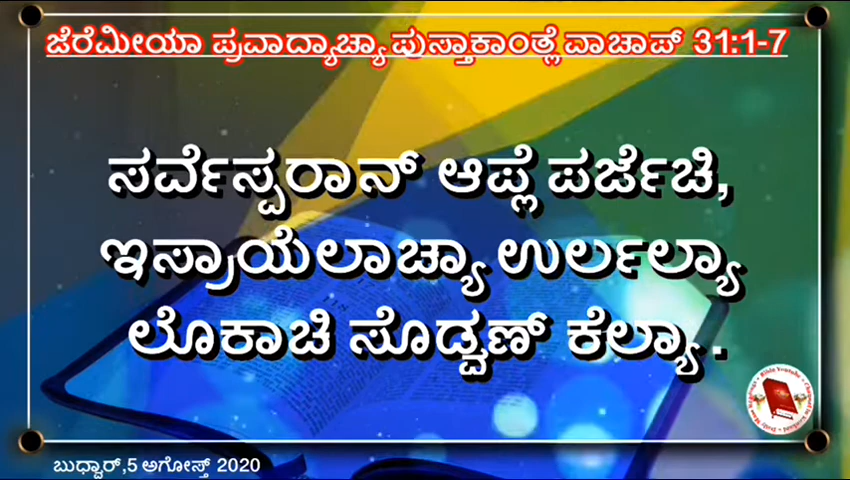 ಜೆರೆಮೀಯಾ ಪ್ರವಾದ್ಯಾಚ್ಯಾ ಪುಸ್ತಾಕಾಂತ್ಲೆ ವಾಚಾಪ್ 31:1-7
ಸರ್ವೆಸ್ಪರಾನ್ ಆಪ್ಲೆ ಪರ್ಜೆಚಿ,
ಇಸ್ರಾಯೆಲಾಚ್ಯಾ ಉರ್ಲಲ್ಯಾ
ಲೊಕಾಚಿ ಸೊಡ್ವಣ್ ಕೆಲ್ಯಾ .
ಬುಧ್ವಾರ್,5 ಅಗೋಸ್ತ್ 2020